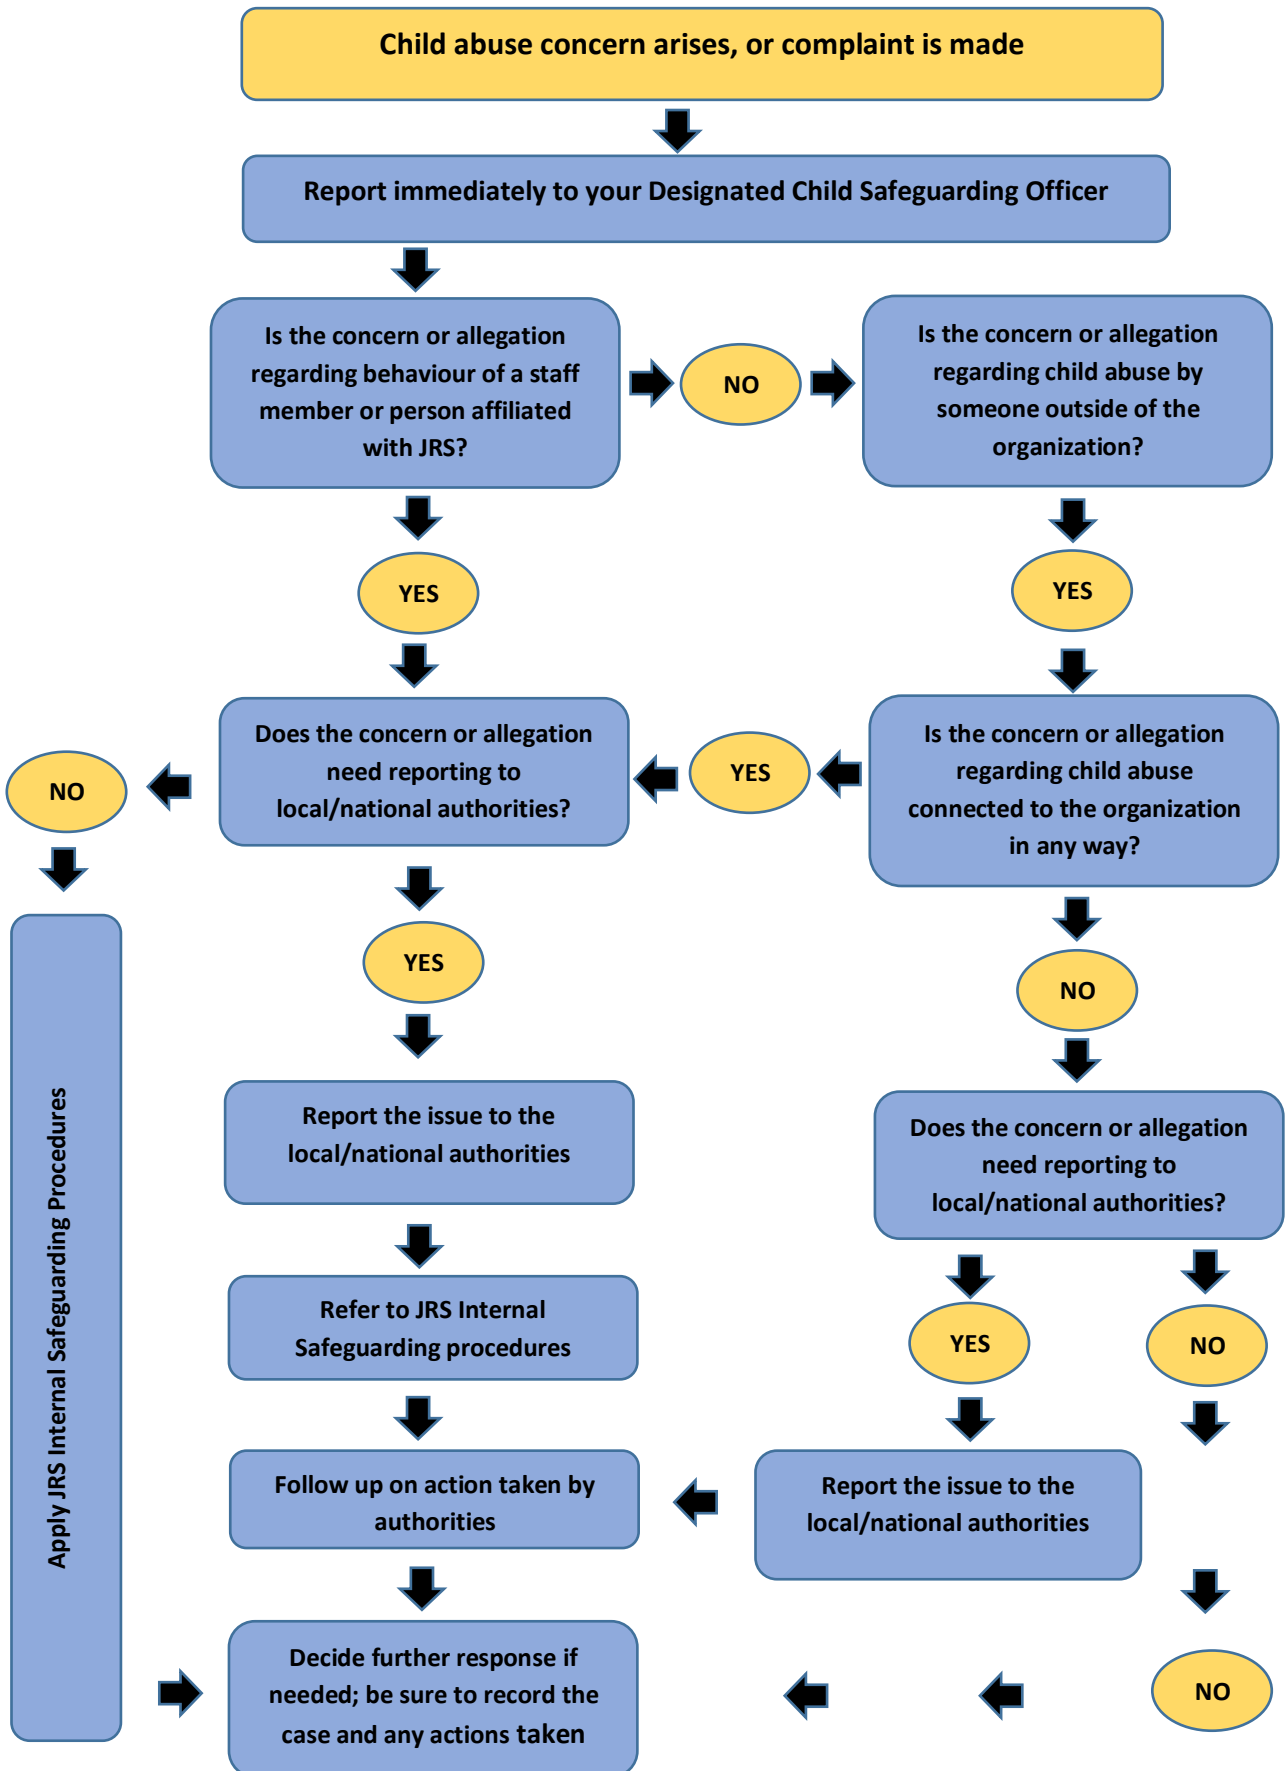 Child abuse concern arises, or complaint is made
Report immediately to your Designated Child Safeguarding Officer
Is the concern or allegation
regarding behaviour of a staff
member or person affiliated
with JRS?
NO
Is the concern or allegation
regarding child abuse by
someone outside of the
organization?
YES
YES
Does the concern or allegation
need reporting to
local/national authorities?
YES
Is the concern or allegation
regarding child abuse
connected to the organization
in any way?
NO
YES
NO
Apply JRS Internal Safeguarding Procedures
Report the issue to the
local/national authorities
Does the concern or allegation
need reporting to
local/national authorities?
Refer to JRS Internal
Safeguarding procedures
YES
NO
Follow up on action taken by
authorities
Report the issue to the
local/national authorities
Decide further response if
needed; be sure to record the
case and any actions taken
NO